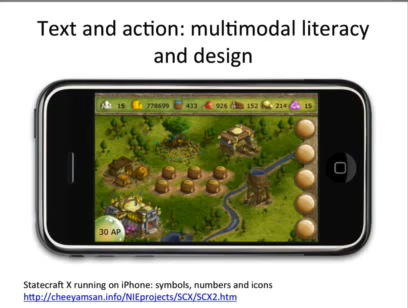 Text and action: multimodal literacy
and design
15 778699 433 926 152 214 15
30 AP
Statecraft X running on iPhone: symbols, numbers and icons
http://cheeyamsan.info/NIEprojects/SCX/SCX2.htm